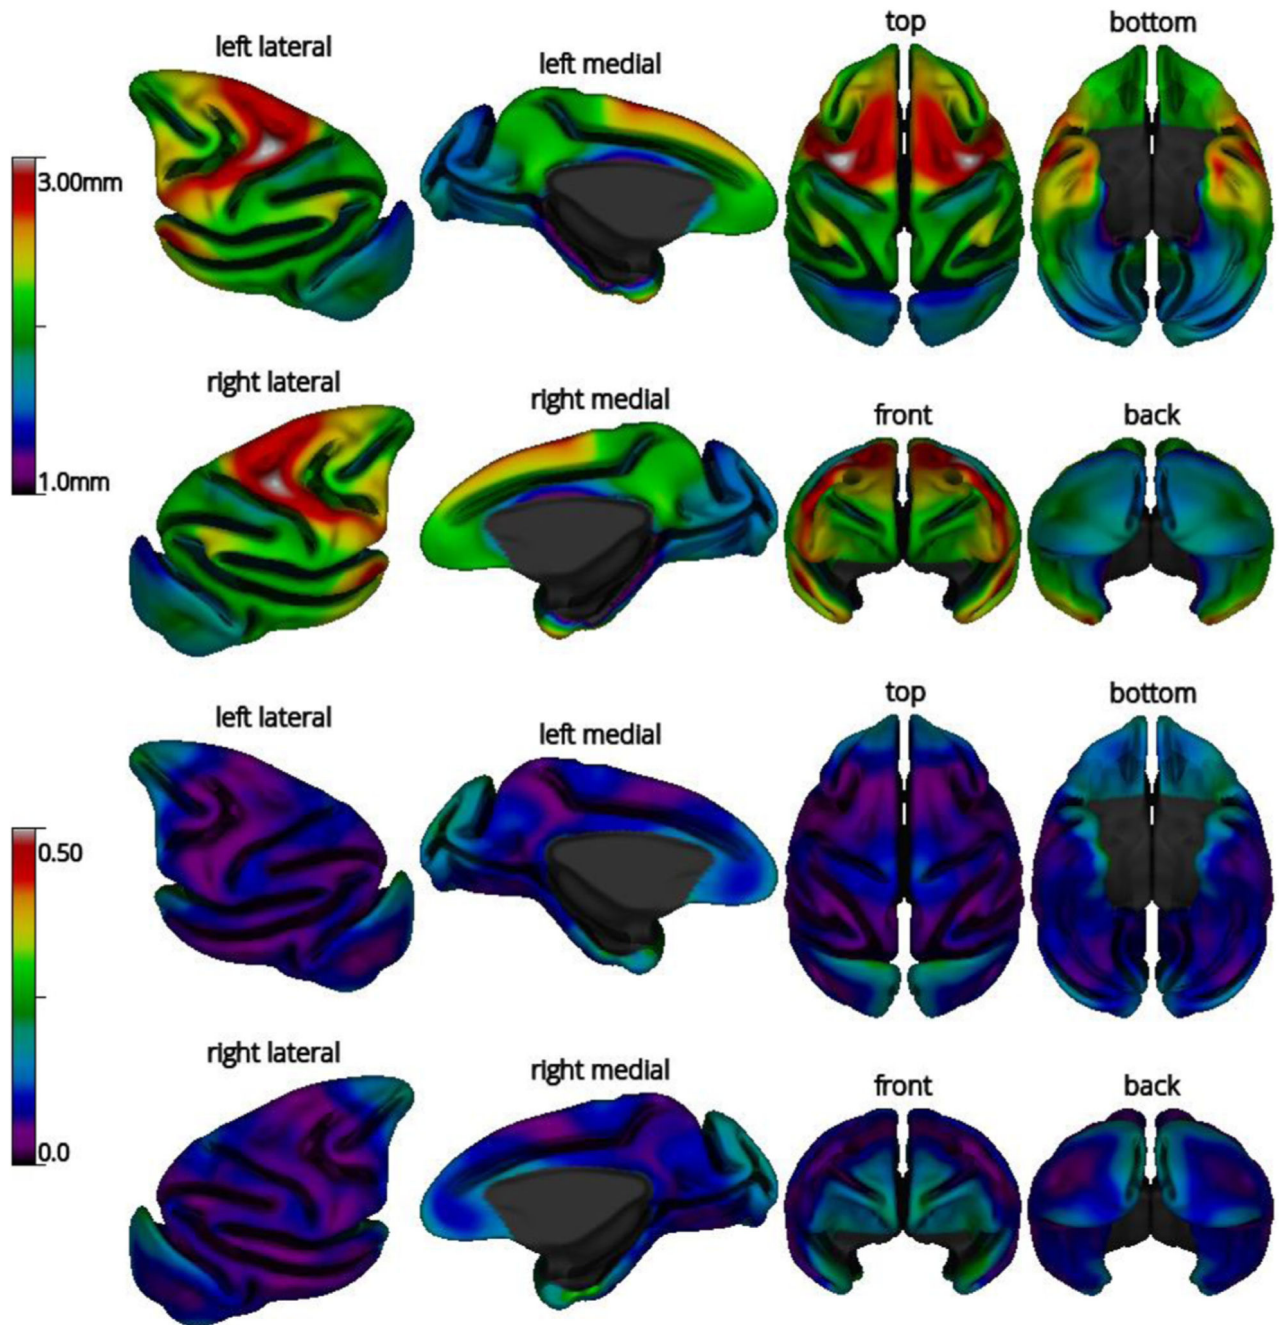 top
bottom
left lateral
left medial
3.00mm
right lateral
right medial
front
back
1.0mm
top
bottom
left lateral
left medial
0.50
right lateral
right medial
front
back
0.0